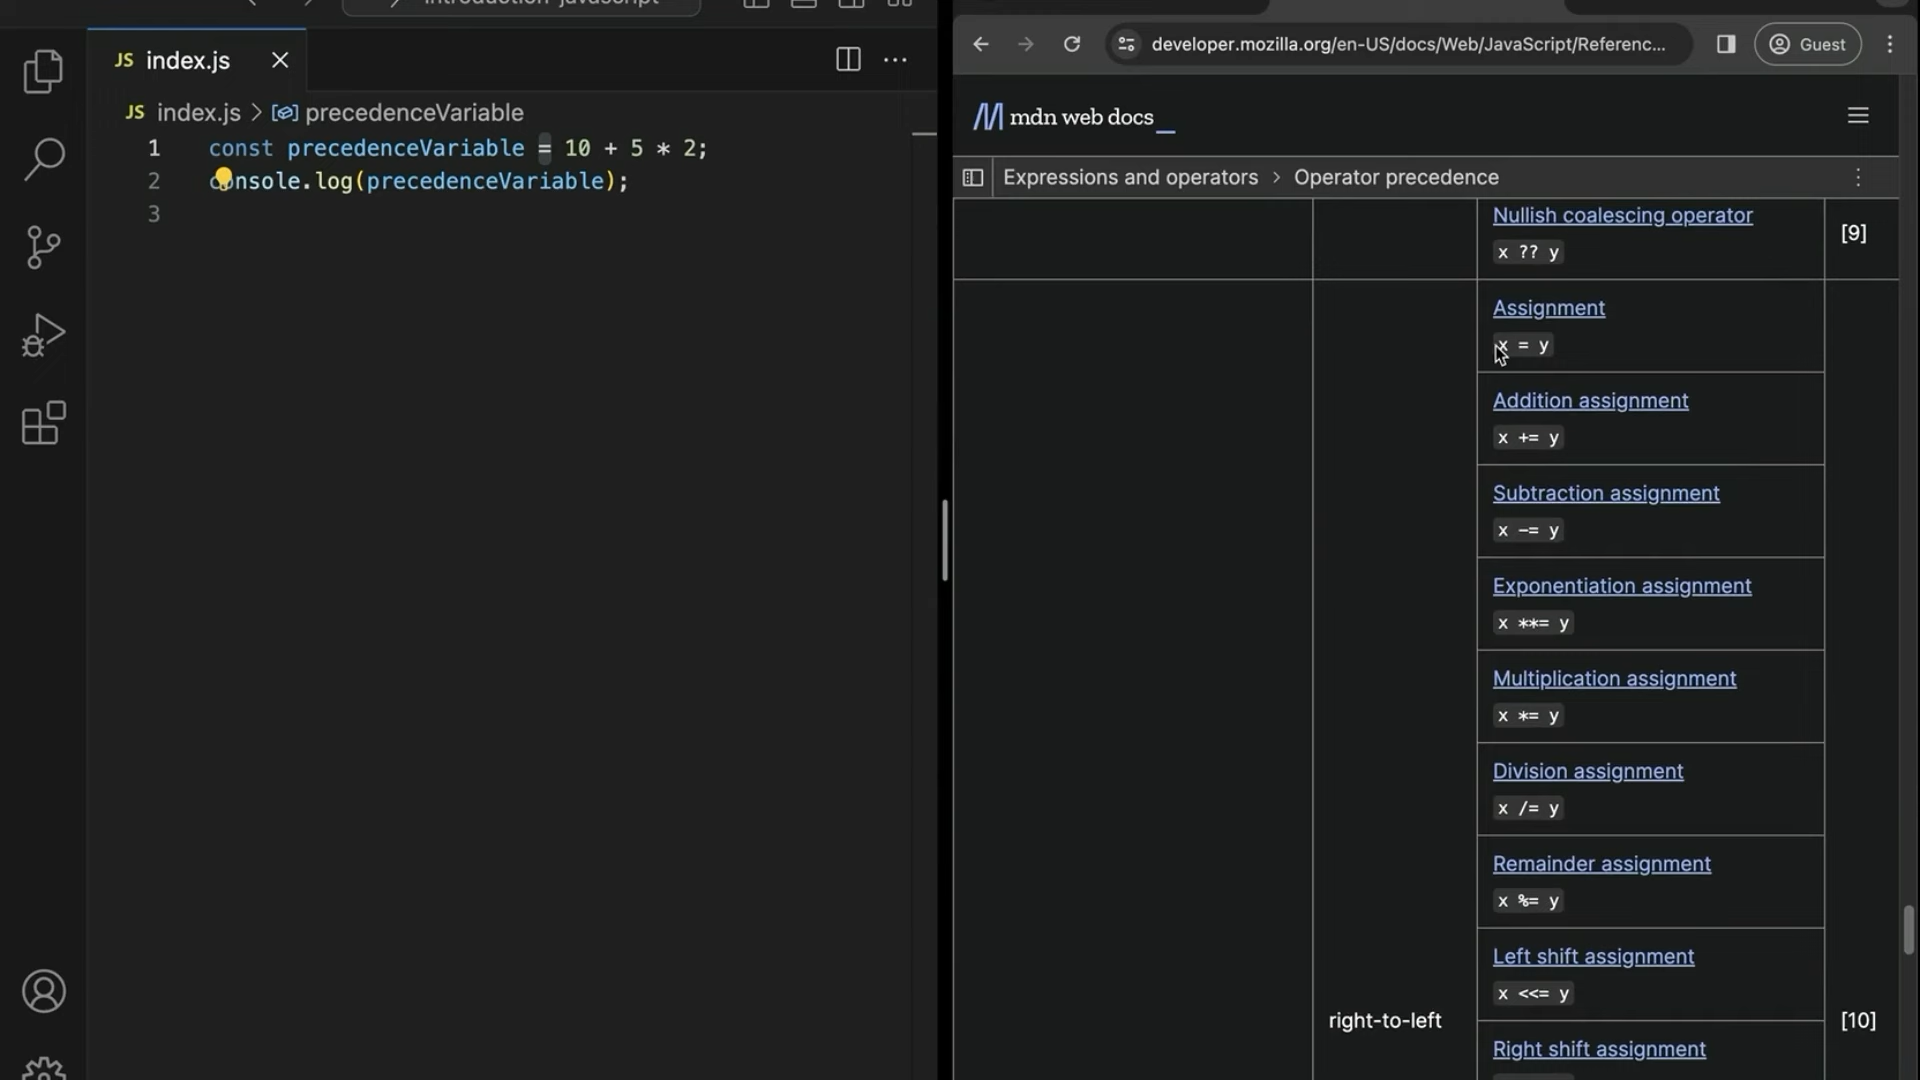 introduction-javascript
JS index.js
JS index.js > precedenceVariable
1 const precedenceVariable = 10 + 5 * 2;
2 console.log(precedenceVariable);
3
developer.mozilla.org/en-US/docs/Web/JavaScript/Referenc...
Guest
mdn web docs_
Expressions and operators > Operator precedence
Nullish coalescing operator
x ?? y
[9]
Assignment
x = y
Addition assignment
x += y
Subtraction assignment
x -= y
Exponentiation assignment
x **= y
Multiplication assignment
x *= y
Division assignment
x /= y
Remainder assignment
x %= y
Left shift assignment
x <<= y
right-to-left
[10]
Right shift assignment